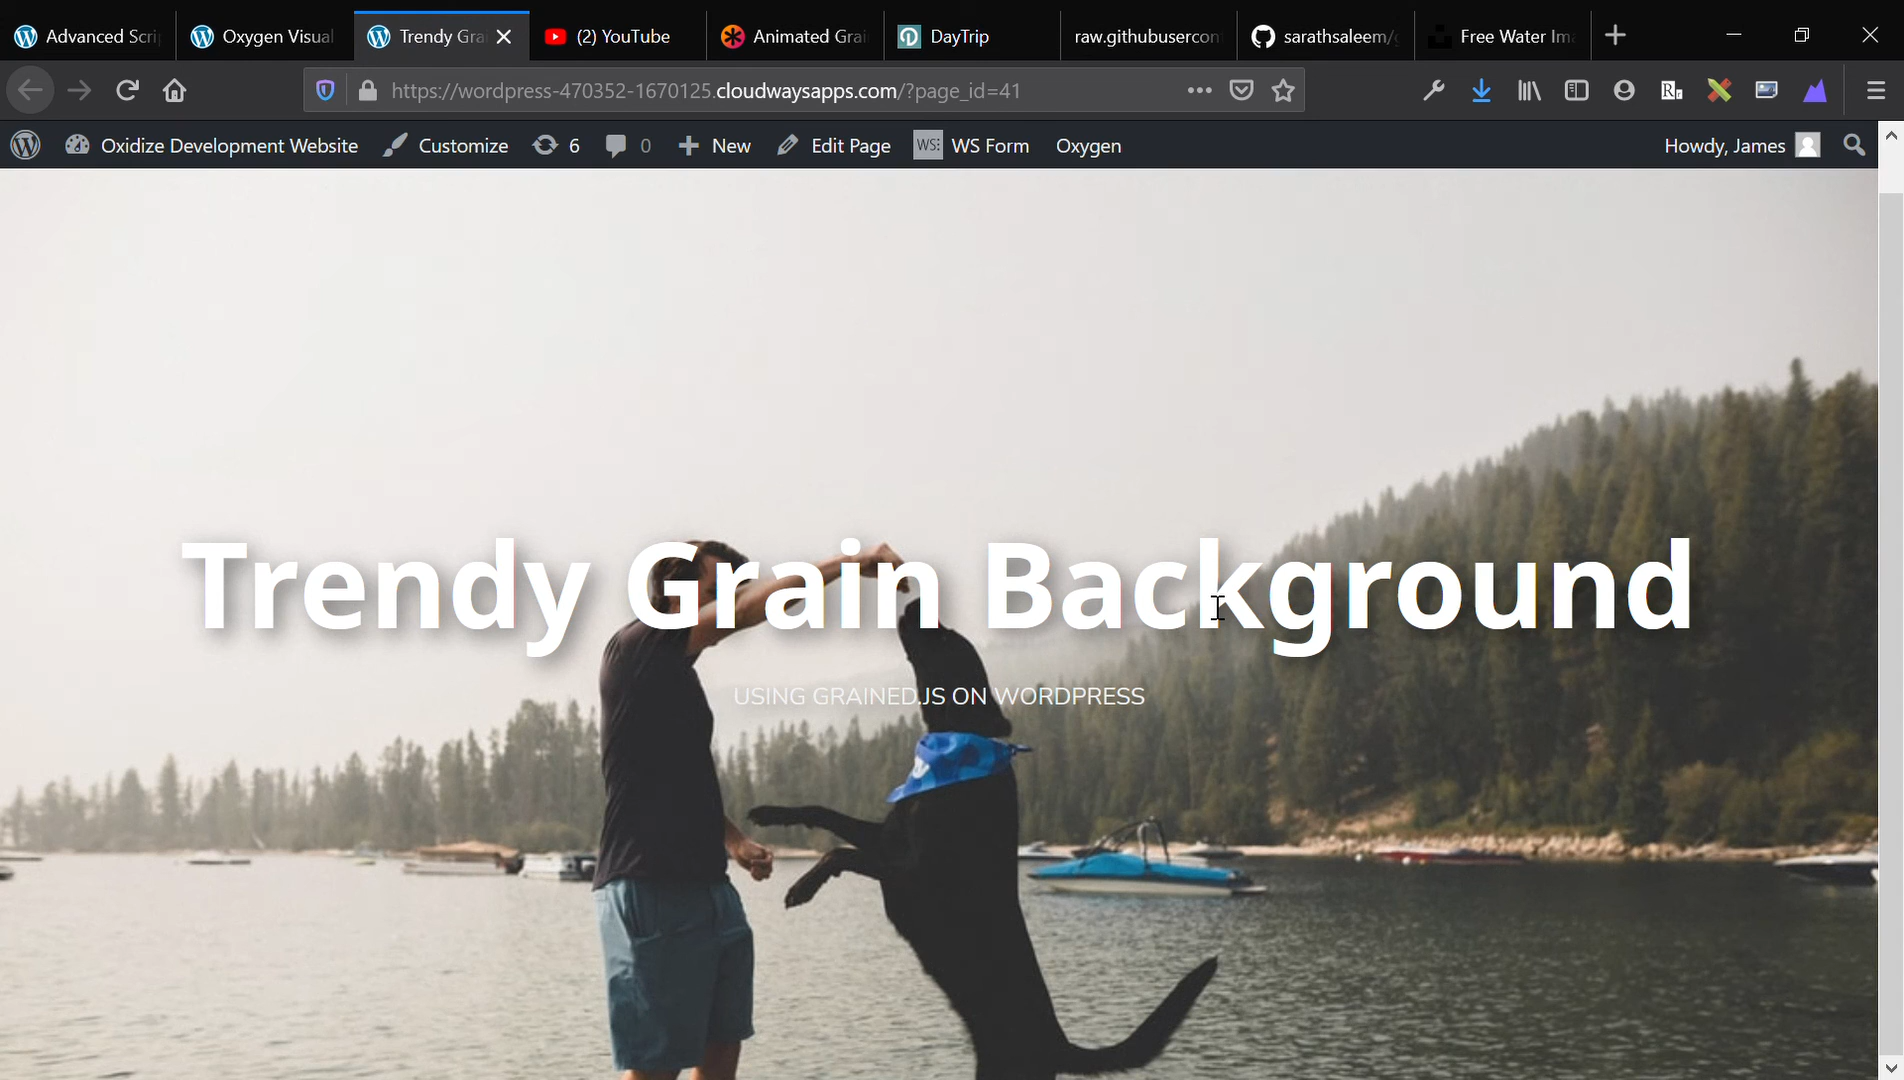 Advanced Scri
Oxygen Visual
Trendy Gra
(2) YouTube
Animated Grai
DayTrip
raw.githubusercon
sarathsaleem/g
Free Water Im
https://wordpress-470352-1670125.cloudwaysapps.com/?page_id=41
Oxidize Development Website
Customize
6
0
New
Edit Page
WS Form
Oxygen
Howdy, James
Trendy Grain Background
USING GRAINED.JS ON WORDPRESS